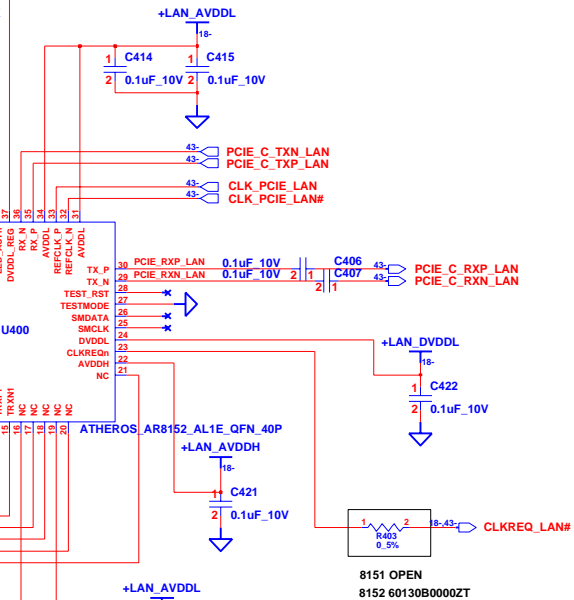 +LAN_AVDDL
18-
1 C414
2 0.1uF_10V
1 C415
2 0.1uF_10V
43- PCIE_C_TXN_LAN
43- PCIE_C_TXP_LAN
43- CLK_PCIE_LAN
43- CLK_PCIE_LAN#
37 36 35 34 33 32 31
DVDDL_REG
RX_N
RX_P
AVDDL
REFCLK_P
REFCLK_N
AVDDL
TX_P 30 PCIE_RXP_LAN 0.1uF_10V 2 1 C406 43- PCIE_C_RXP_LAN
TX_N 29 PCIE_RXN_LAN 0.1uF_10V 2 1 C407 43- PCIE_C_RXN_LAN
TEST_RST 28
TESTMODE 27
SMDATA 26
SMCLK 25
DVDDL 24
CLKREQn 23
AVDDH 22
NC 21
U400
+LAN_DVDDL
18-
1 C422
2 0.1uF_10V
TRXN1
NC
NC
NC
NC
NC
15 16 17 18 19 20
ATHEROS_AR8152_AL1E_QFN_40P
+LAN_AVDDH
18-
1 C421
2 0.1uF_10V
1 2 18-,43- CLKREQ_LAN#
R403
0_5%
8151 OPEN
8152 60130B0000ZT
+LAN_AVDDL